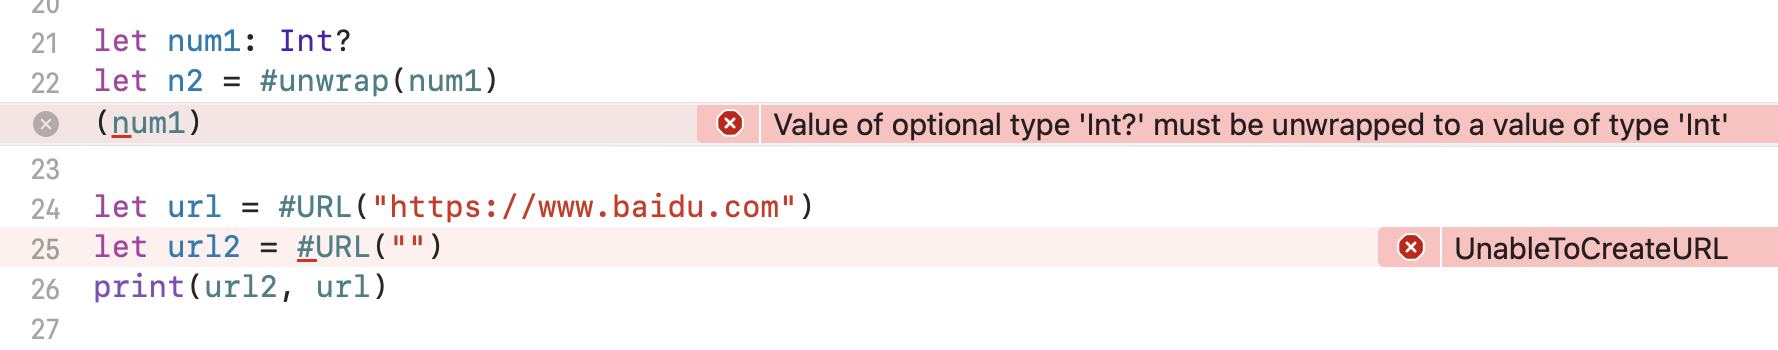 20
21 let num1: Int?
22 let n2 = #unwrap(num1)
(num1) Value of optional type 'Int?' must be unwrapped to a value of type 'Int'
23
24 let url = #URL("https://www.baidu.com")
25 let url2 = #URL("") UnableToCreateURL
26 print(url2, url)
27